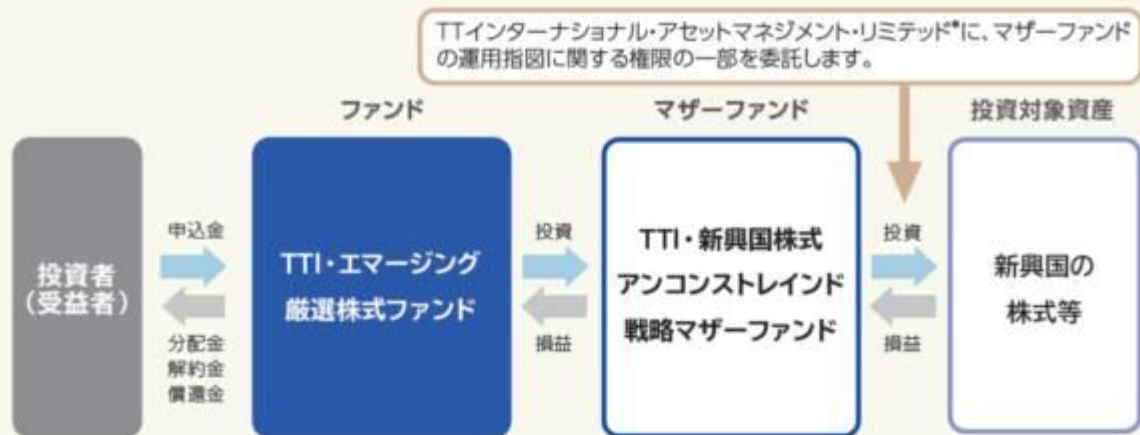 TTインターナショナル・アセットマネジメント・リミテッド*に、マザーファンド
の運用指図に関する権限の一部を委託します。
ファンド
マザーファンド
投資対象資産
投資者
(受益者)
申込金
分配金
解約金
償還金
TTI・エマージング
厳選株式ファンド
投資
損益
TTI・新興国株式
アンコンストレインド
戦略マザーファンド
投資
損益
新興国の
株式等